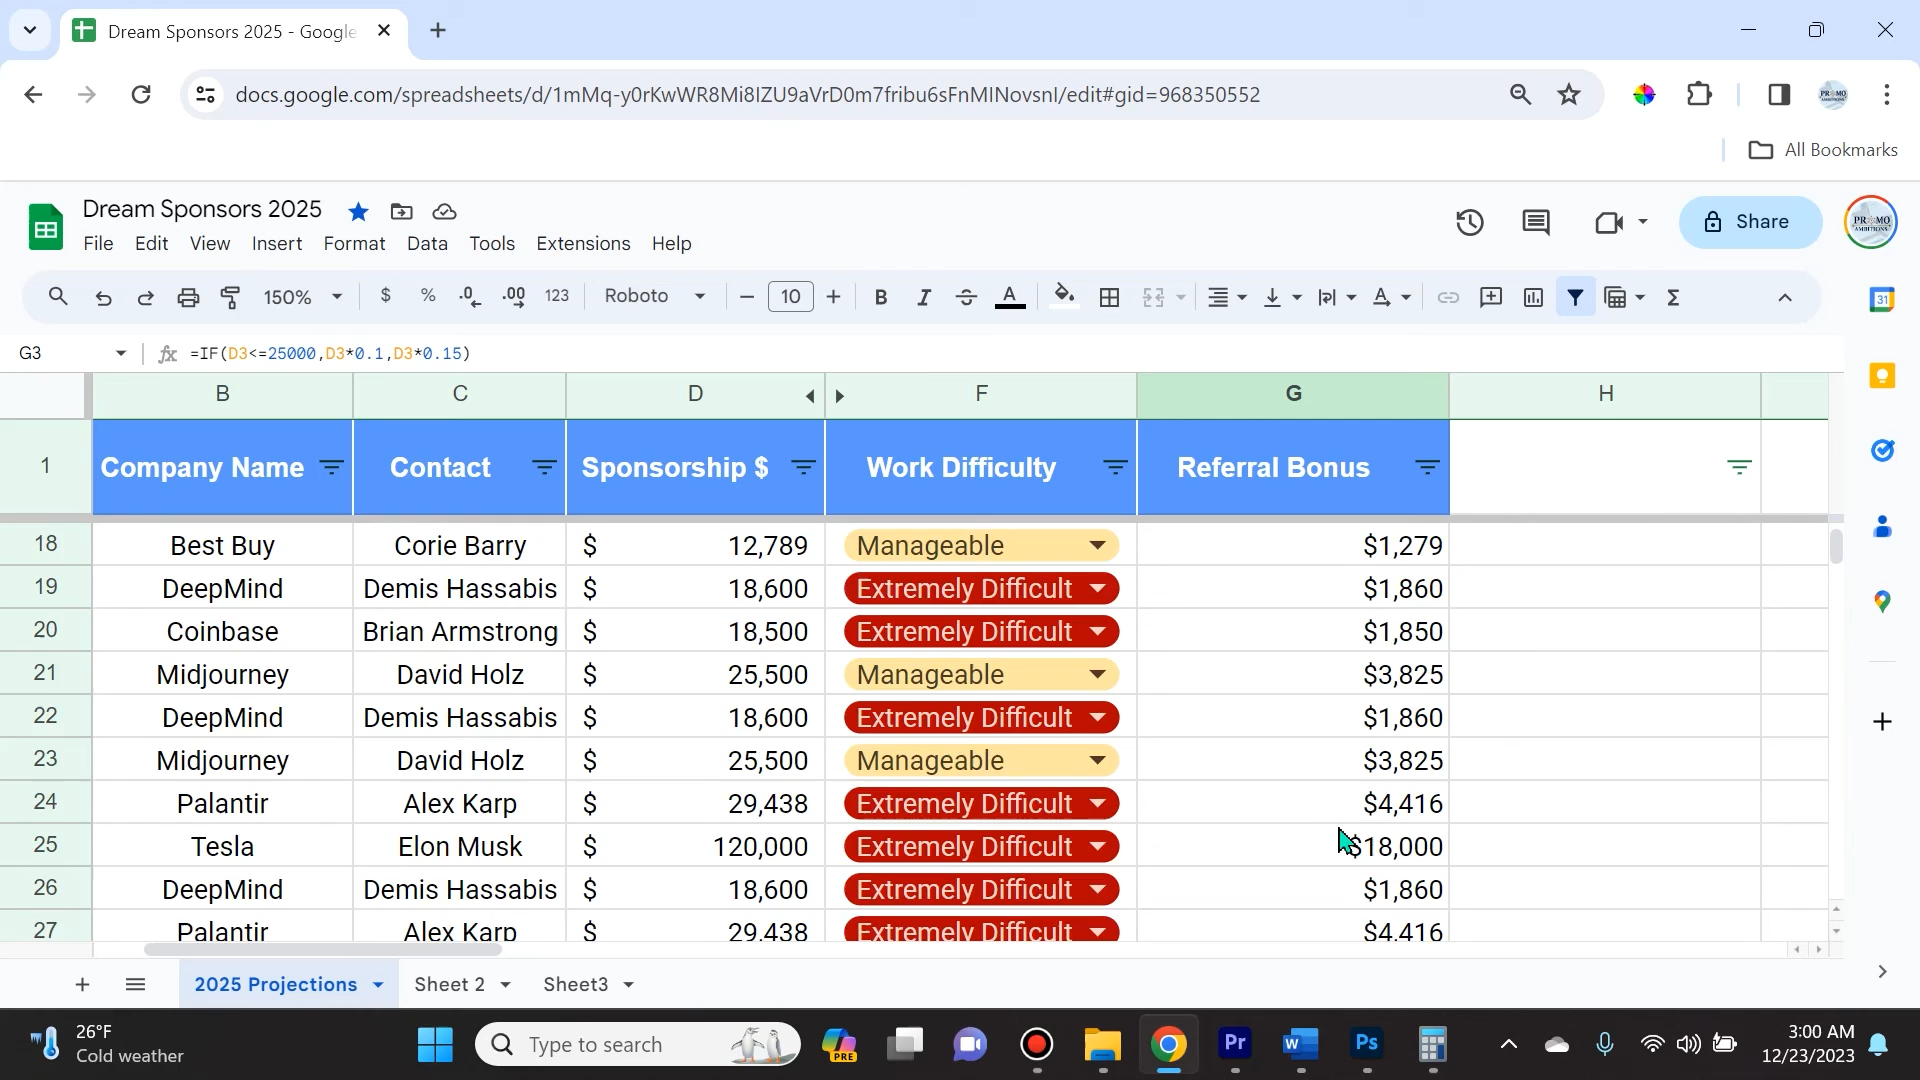 Dream Sponsors 2025 - Google
docs.google.com/spreadsheets/d/1mMq-y0rKwWR8Mi8IZU9aVrD0m7fribu6sFnMINovsnI/edit#gid=968350552
All Bookmarks
Dream Sponsors 2025
File Edit View Insert Format Data Tools Extensions Help
Share
PROMO AMBITIONS
150% $ % .0 .00 123 Roboto 10 B I A
G3 fx =IF(D3<=25000,D3*0.1,D3*0.15)
B C D F G H
1 Company Name Contact Sponsorship $ Work Difficulty Referral Bonus
18 Best Buy Corie Barry $ 12,789 Manageable $1,279
19 DeepMind Demis Hassabis $ 18,600 Extremely Difficult $1,860
20 Coinbase Brian Armstrong $ 18,500 Extremely Difficult $1,850
21 Midjourney David Holz $ 25,500 Manageable $3,825
22 DeepMind Demis Hassabis $ 18,600 Extremely Difficult $1,860
23 Midjourney David Holz $ 25,500 Manageable $3,825
24 Palantir Alex Karp $ 29,438 Extremely Difficult $4,416
25 Tesla Elon Musk $ 120,000 Extremely Difficult $18,000
26 DeepMind Demis Hassabis $ 18,600 Extremely Difficult $1,860
27 Palantir Alex Karp $ 29,438 Extremely Difficult $4,416
2025 Projections Sheet 2 Sheet3
31
26°F
Cold weather
Type to search
PRE
Pr
W
Ps
3:00 AM
12/23/2023